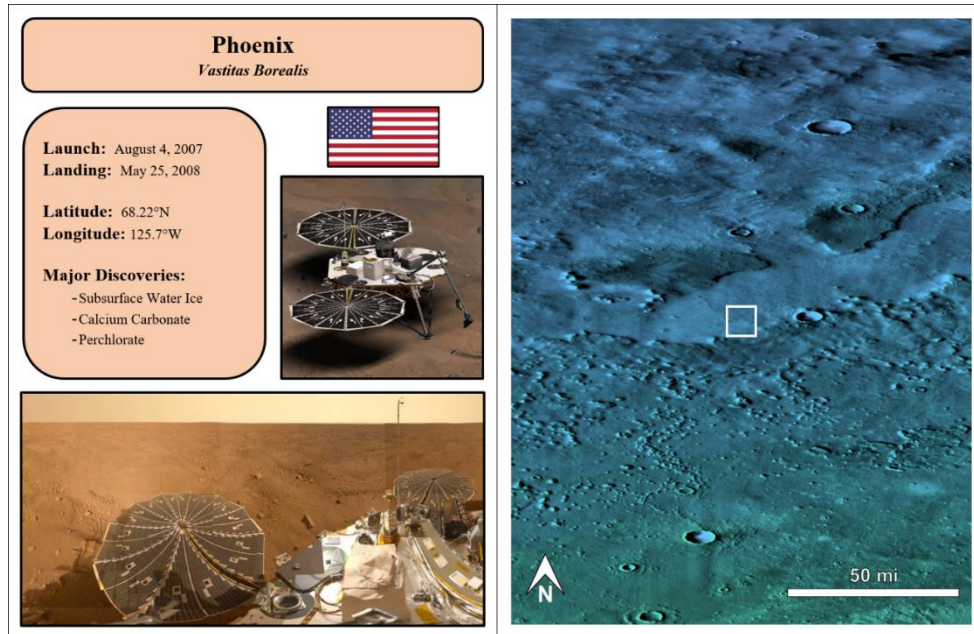 Phoenix
Vastitas Borealis
Launch: August 4, 2007
Landing: May 25, 2008
Latitude: 68.22°N
Longitude: 125.7°W
Major Discoveries:
-Subsurface Water Ice
-Calcium Carbonate
-Perchlorate
N
50 mi